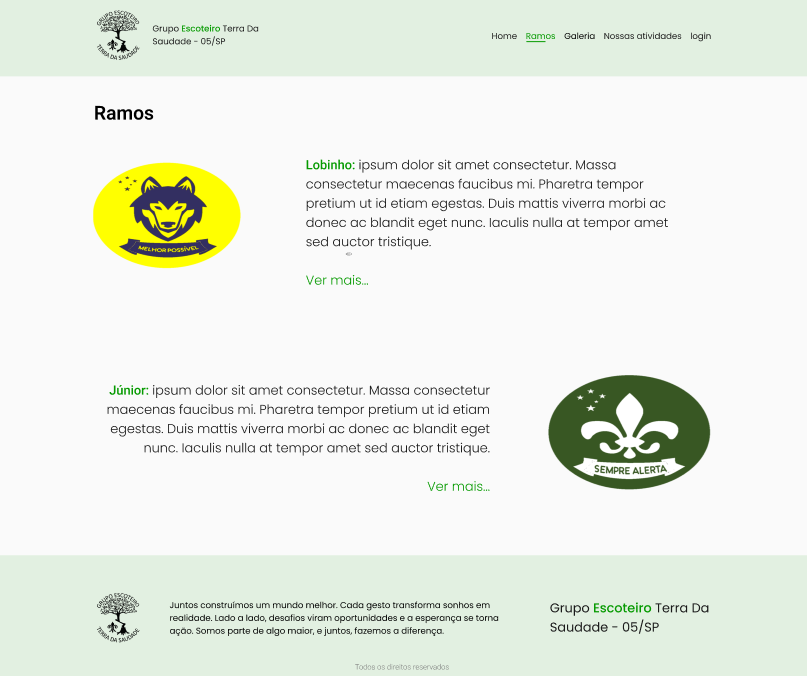 GRUPO ESCOTEIRO
TERRA DA SAUDADE
Grupo Escoteiro Terra Da
Saudade - 05/SP
Home Ramos Galeria Nossas atividades login
Ramos
MELHOR POSSÍVEL
Lobinho: ipsum dolor sit amet consectetur. Massa
consectetur maecenas faucibus mi. Pharetra tempor
pretium ut id etiam egestas. Duis mattis viverra morbi ac
donec ac blandit eget nunc. Iaculis nulla at tempor amet
sed auctor tristique.
Ver mais...
Júnior: ipsum dolor sit amet consectetur. Massa consectetur
maecenas faucibus mi. Pharetra tempor pretium ut id etiam
egestas. Duis mattis viverra morbi ac donec ac blandit eget
nunc. Iaculis nulla at tempor amet sed auctor tristique.
Ver mais...
SEMPRE ALERTA
GRUPO ESCOTEIRO
TERRA DA SAUDADE
Juntos construímos um mundo melhor. Cada gesto transforma sonhos em
realidade. Lado a lado, desafios viram oportunidades e a esperança se torna
ação. Somos parte de algo maior, e juntos, fazemos a diferença.
Grupo Escoteiro Terra Da
Saudade - 05/SP
Todos os direitos reservados